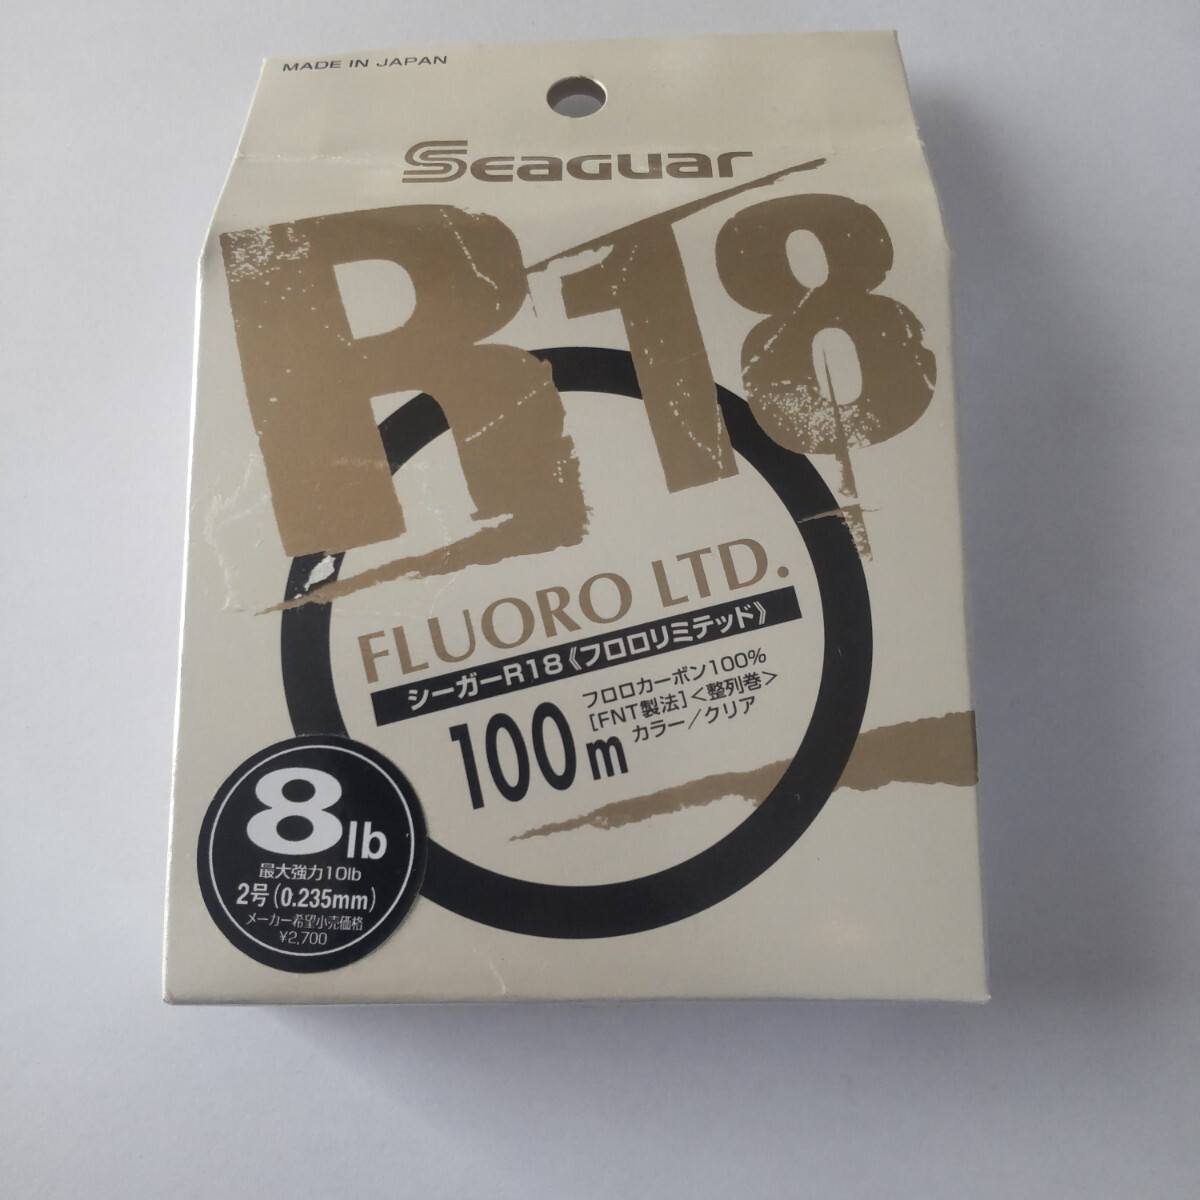 MADE IN JAPAN
Seaguar
R18
FLUORO LTD.
シーガーR18《フロロリミテッド》
100m
フロロカーボン100%
[FNT製法]<整列巻>
カラー／クリア
8lb
最大強力10lb
2号(0.235mm)
メーカー希望小売価格
¥2,700